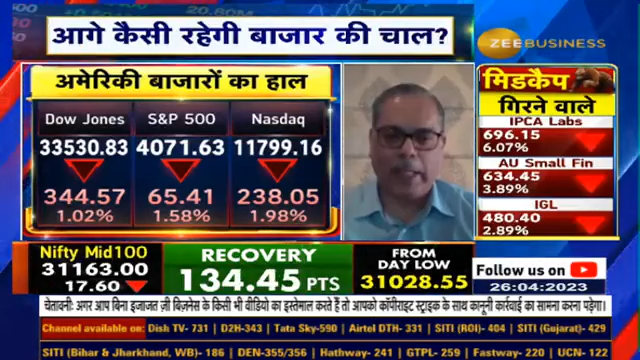 आगे कैसी रहेगी बाजार की चाल?
ZEE BUSINESS
अमेरिकी बाजारों का हाल
Dow Jones S&P 500 Nasdaq
33530.83 4071.63 11799.16
344.57 65.41 238.05
1.02% 1.58% 1.98%
मिडकैप
गिरने वाले
IPCA Labs
696.15
6.07%
AU Small Fin
634.45
3.89%
IGL
480.40
2.89%
Nifty Mid100
31163.00
17.60
RECOVERY
134.45 PTS
FROM
DAY LOW
31028.55
Follow us on
26:04:2023
चेतावनी: अगर आप बिना इजाजत ज़ी बिज़नेस के किसी भी वीडियो का इस्तेमाल करते हैं तो आपको कॉपीराइट स्ट्राइक के साथ कानूनी कार्रवाई का सामना करना पड़ेगा.
Channel available on: Dish TV- 731 | D2H-343 | Tata Sky-590 | Airtel DTH- 331 | SITI (ROI)- 404 | SITI (Gujarat)- 429
SITI (Bihar & Jharkhand, WB)- 186 | DEN-355/356 | Hathway- 241 | GTPL- 259 | Fastway- 220 | UCN- 112